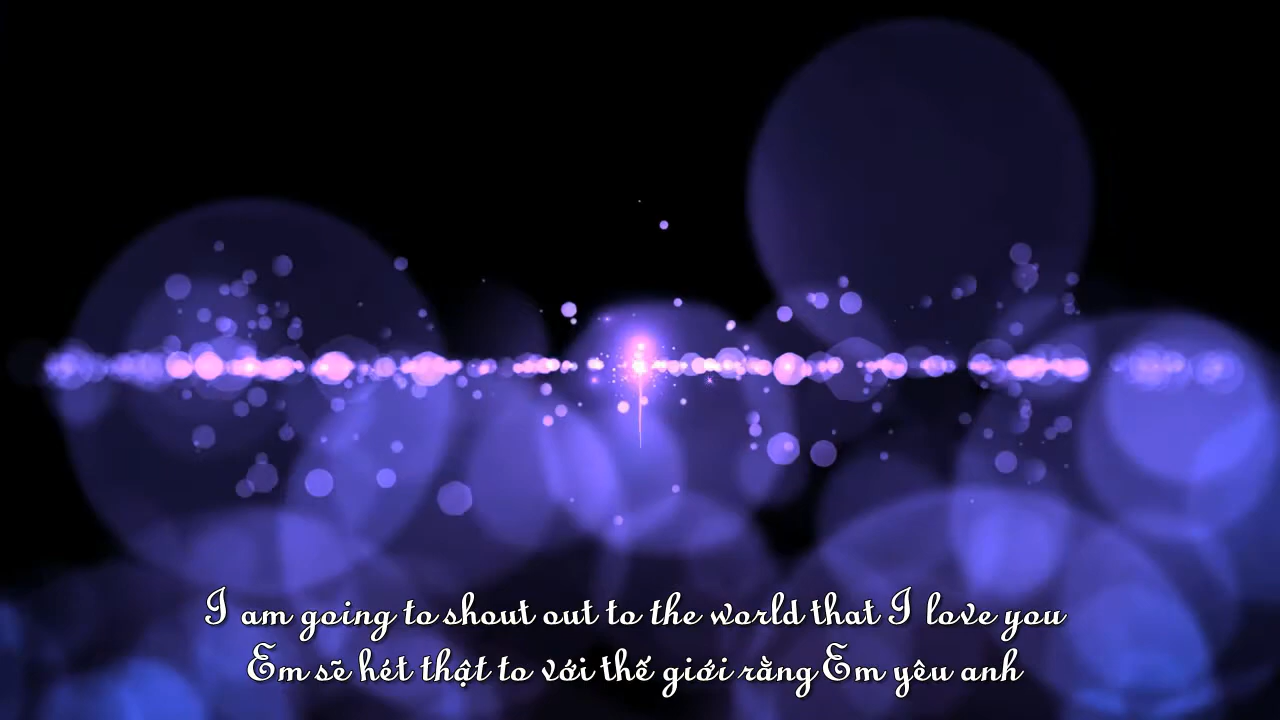 I am going to shout out to the world that I love you
Em sẽ hét thật to với thế giới rằng Em yêu anh